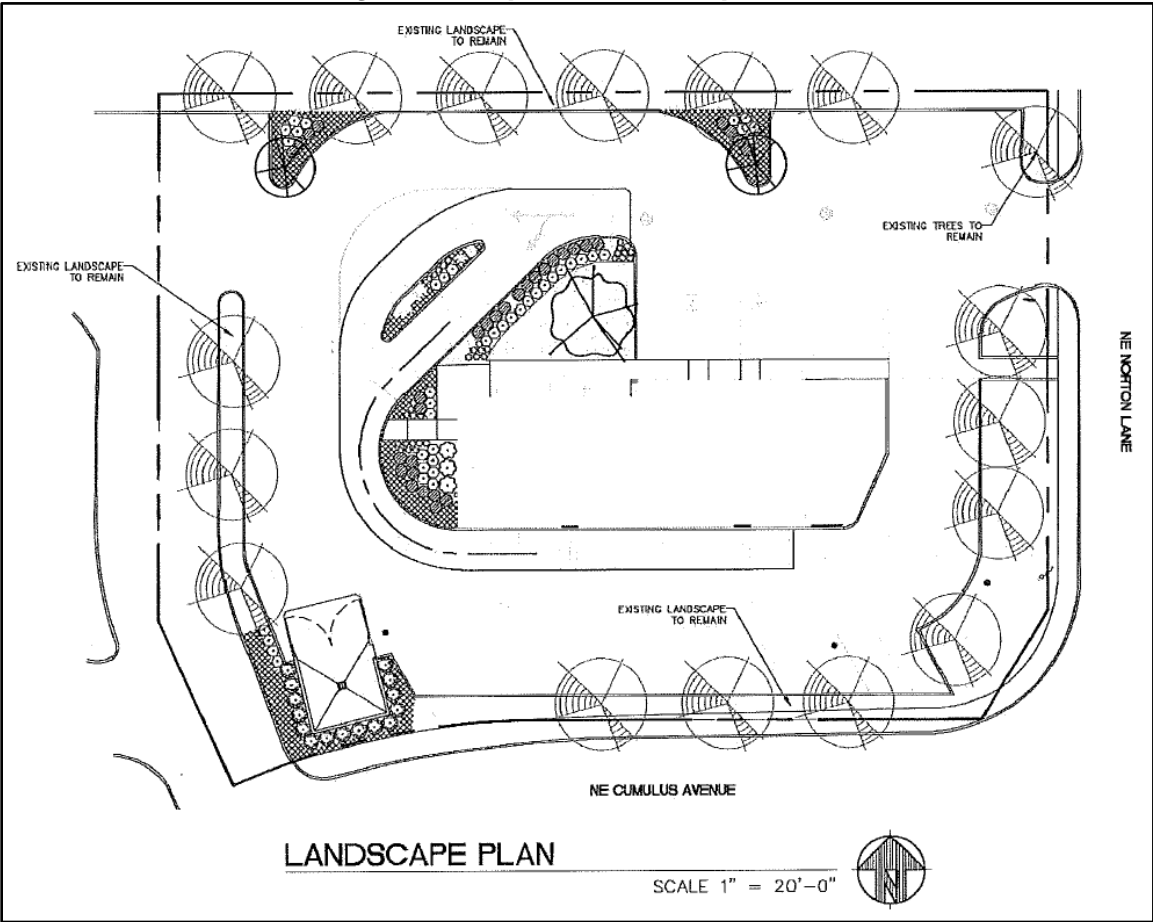 EXISTING LANDSCAPE
TO REMAIN
EXISTING TREES TO
REMAIN
EXISTING LANDSCAPE
TO REMAIN
NE NORTON LANE
EXISTING LANDSCAPE
TO REMAIN
NE CUMULUS AVENUE
LANDSCAPE PLAN
SCALE 1" = 20'-0"
N